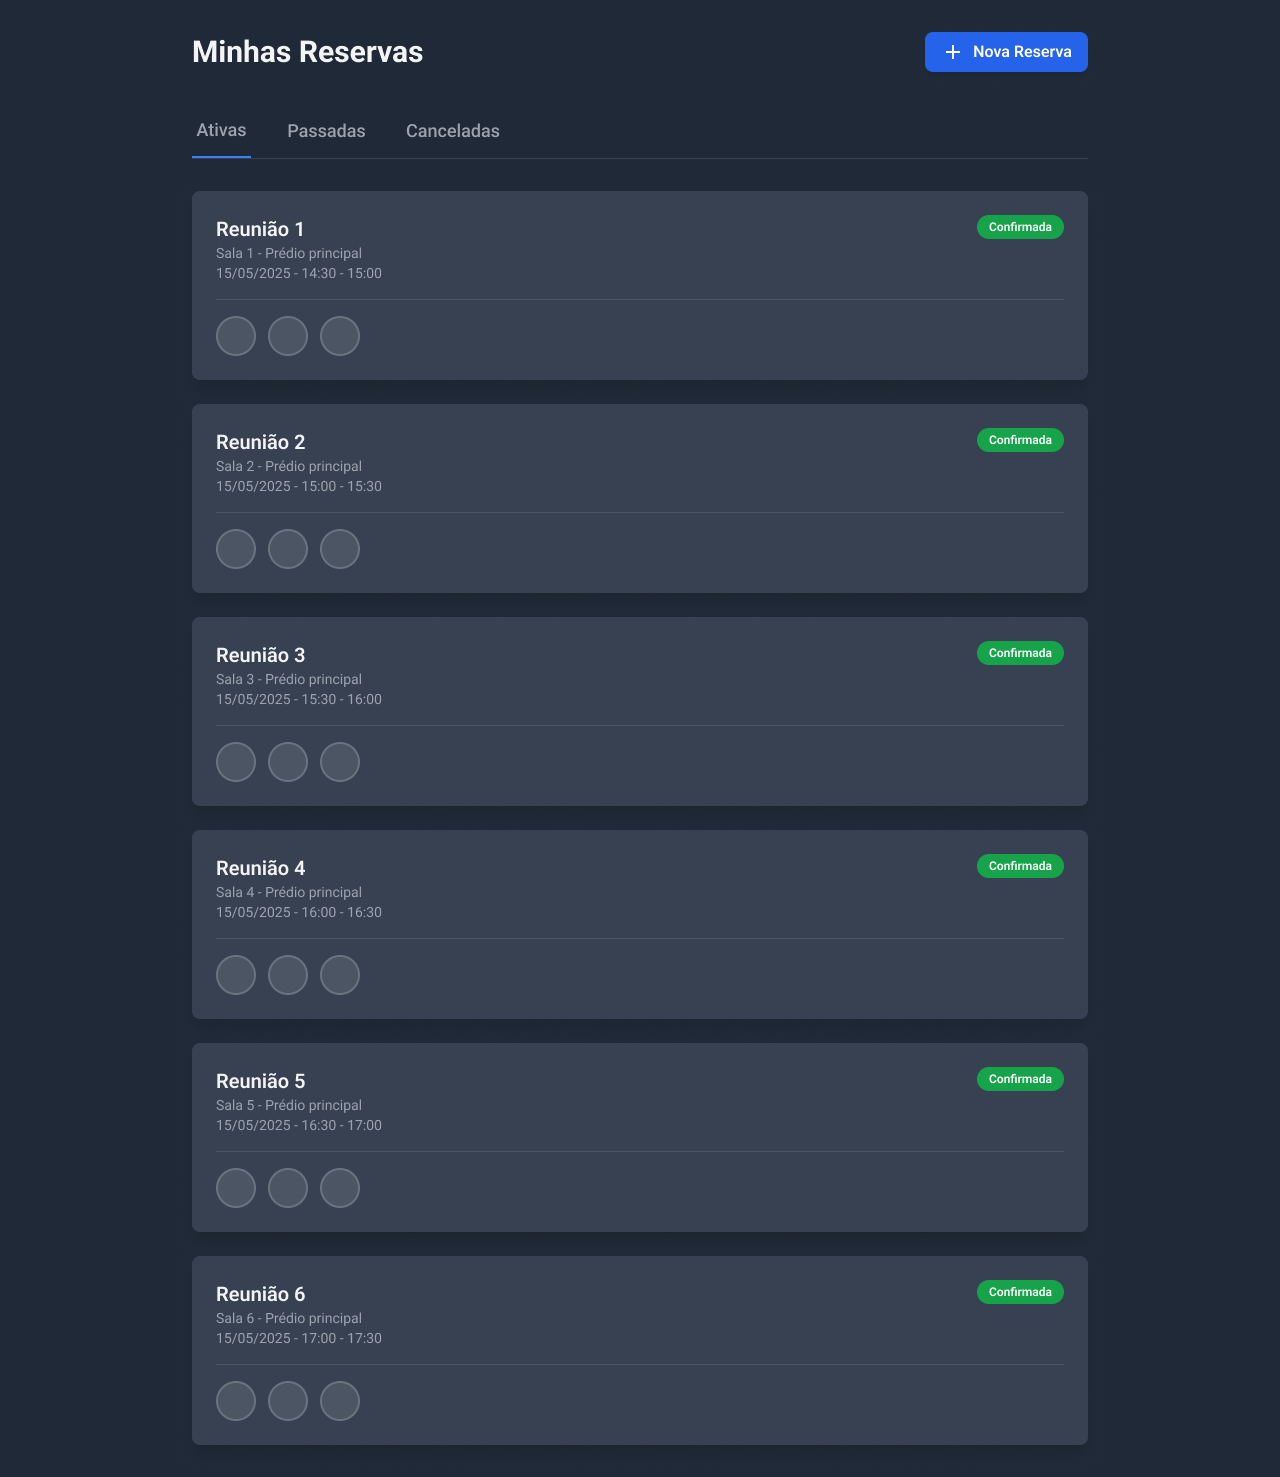 Minhas Reservas
Nova Reserva
Ativas
Passadas
Canceladas
Reunião 1
Confirmada
Sala 1 - Prédio principal
15/05/2025 - 14:30 - 15:00
Reunião 2
Confirmada
Sala 2 - Prédio principal
15/05/2025 - 15:00 - 15:30
Reunião 3
Confirmada
Sala 3 - Prédio principal
15/05/2025 - 15:30 - 16:00
Reunião 4
Confirmada
Sala 4 - Prédio principal
15/05/2025 - 16:00 - 16:30
Reunião 5
Confirmada
Sala 5 - Prédio principal
15/05/2025 - 16:30 - 17:00
Reunião 6
Confirmada
Sala 6 - Prédio principal
15/05/2025 - 17:00 - 17:30